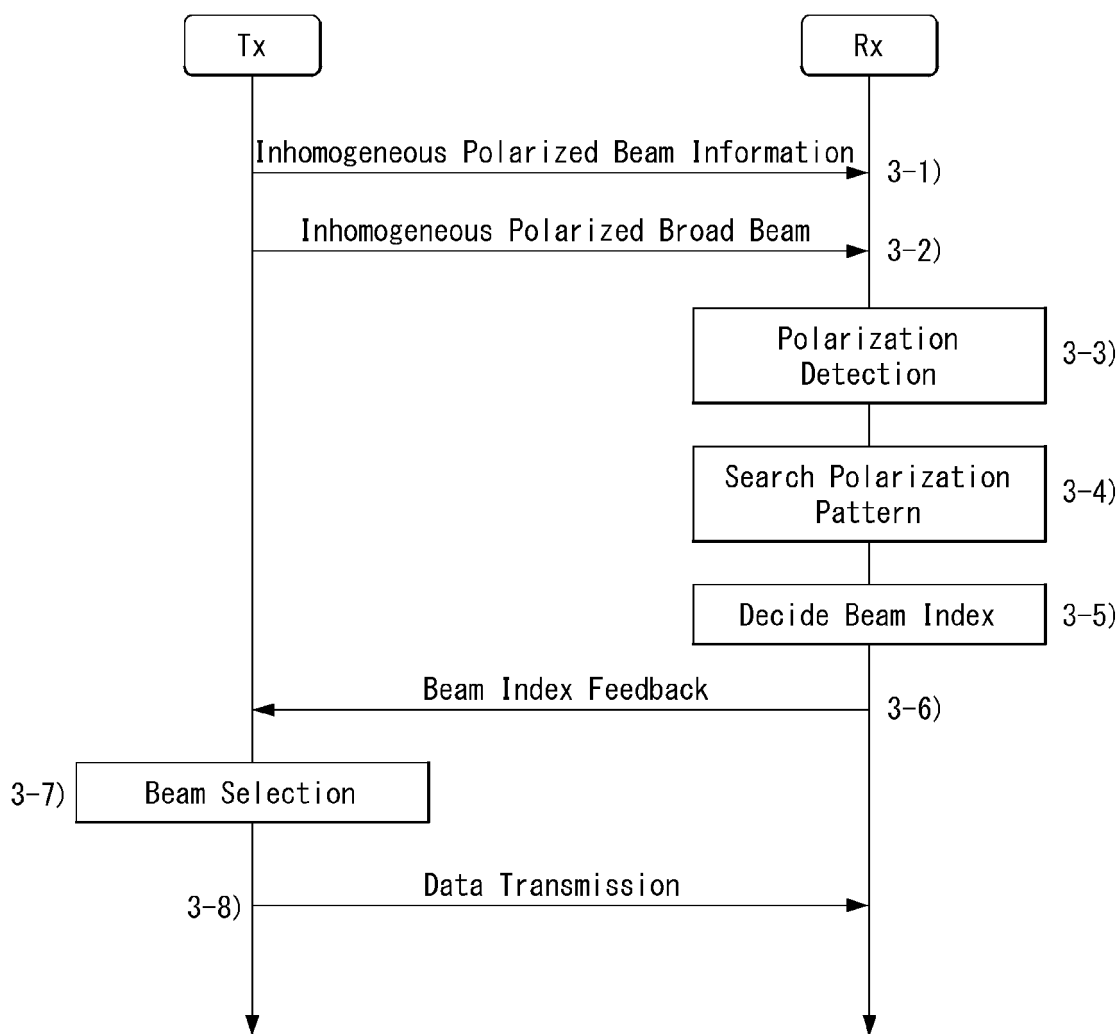 Tx
Rx
Inhomogeneous Polarized Beam Information
3-1)
Inhomogeneous Polarized Broad Beam
3-2)
Polarization
Detection
3-3)
Search Polarization
Pattern
3-4)
Decide Beam Index
3-5)
Beam Index Feedback
3-6)
3-7)
Beam Selection
Data Transmission
3-8)